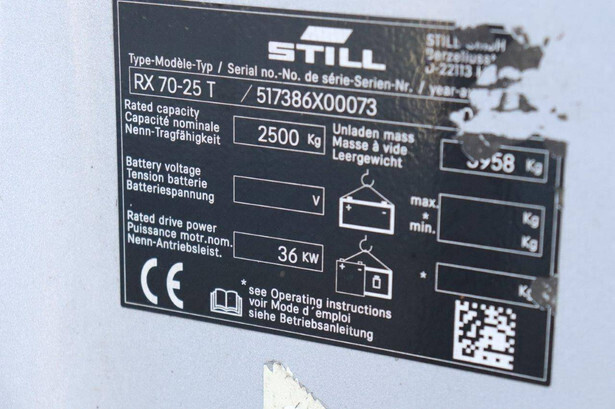 STILL
STILL GmbH
Berzeliusst
D-22113
Type-Modèle-Typ / Serial no.-No. de série-Serien-Nr. / year-a
RX 70-25 T / 517386X00073
Rated capacity
Capacité nominale
Nenn-Tragfähigkeit
2500 Kg
Unladen mass
Masse à vide
Leergewicht
958 Kg
Battery voltage
Tension batterie
Batteriespannung
V
max.
*
min.
Kg
Kg
Rated drive power
Puissance motr.nom.
Nenn-Antriebsleist.
36 KW
*
CE
* see Operating instructions
voir Mode d´emploi
siehe Betriebsanleitung